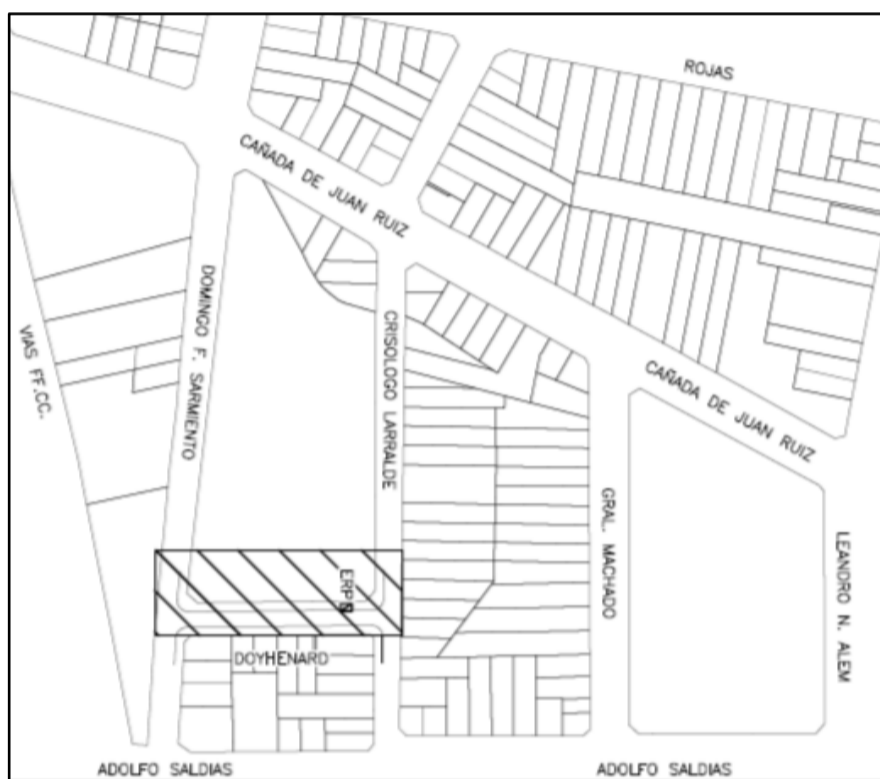 ROJAS
CAÑADA DE JUAN RUIZ
DOMINGO F. SARMIENTO
VIAS FF.CC.
CRISOLOGO LARRALDE
CAÑADA DE JUAN RUIZ
GRAL. MACHADO
LEANDRO N. ALEM
ERP
DOYHENARD
ADOLFO SALDIAS
ADOLFO SALDIAS